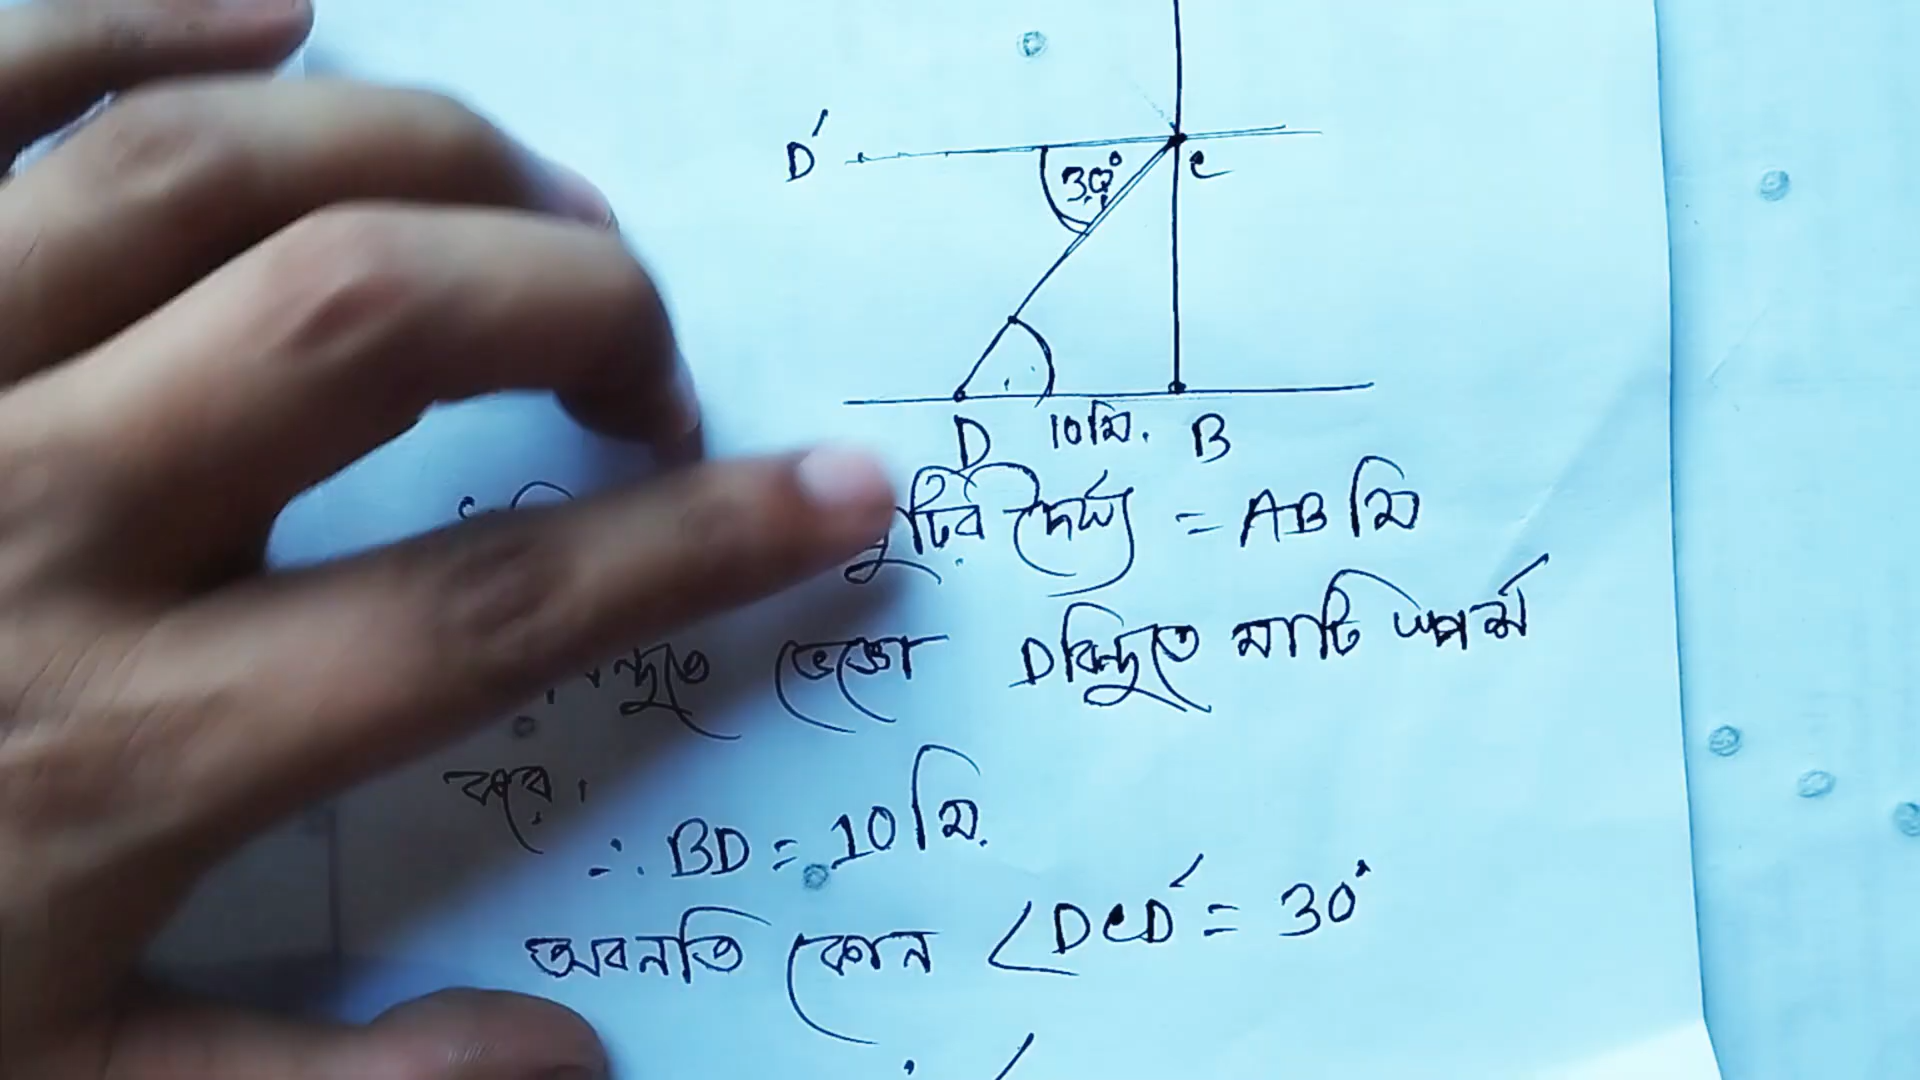 D′
30°
C
D 10মি. B
টির দৈর্ঘ্য = AB মি
বিন্দুতে ভেঙ্গে D বিন্দুতে মাটি স্পর্শ
করে।
∴ BD = 10 মি.
অবনতি কোন ∠DCD′ = 30°